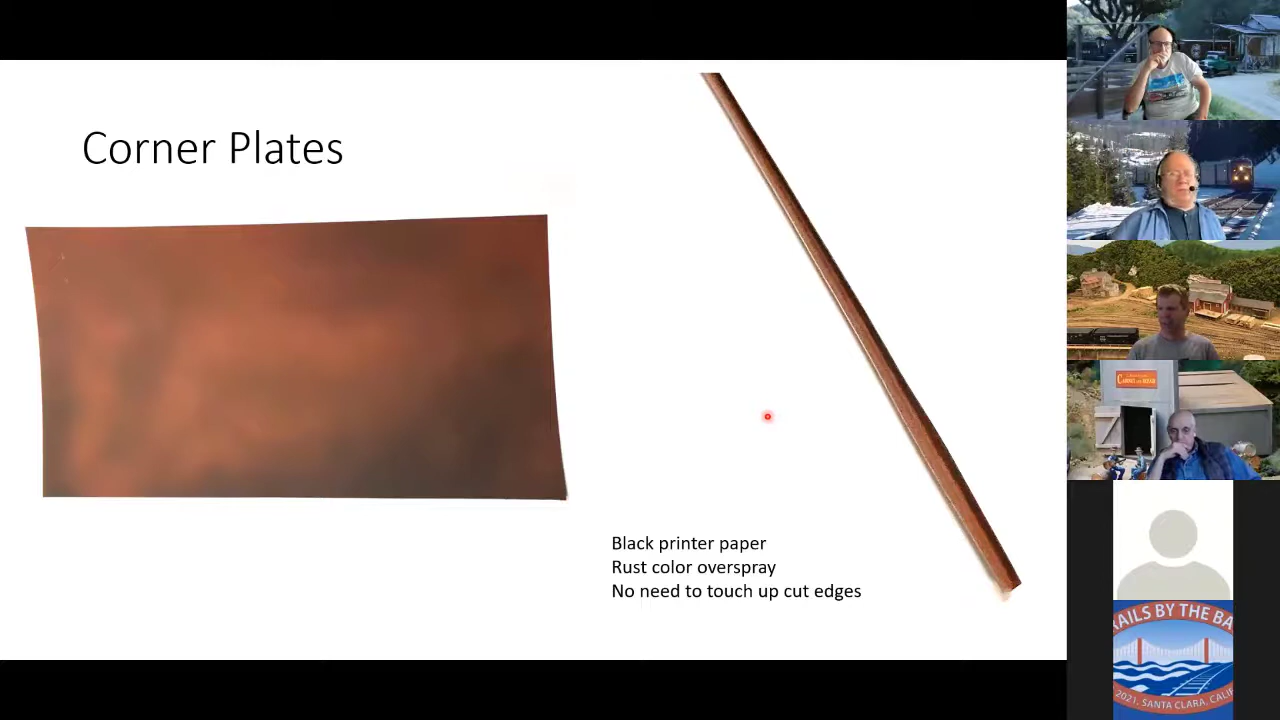 Corner Plates
Black printer paper
Rust color overspray
No need to touch up cut edges
RAILS BY THE BA
2021. SANTA CLARA, CALIF